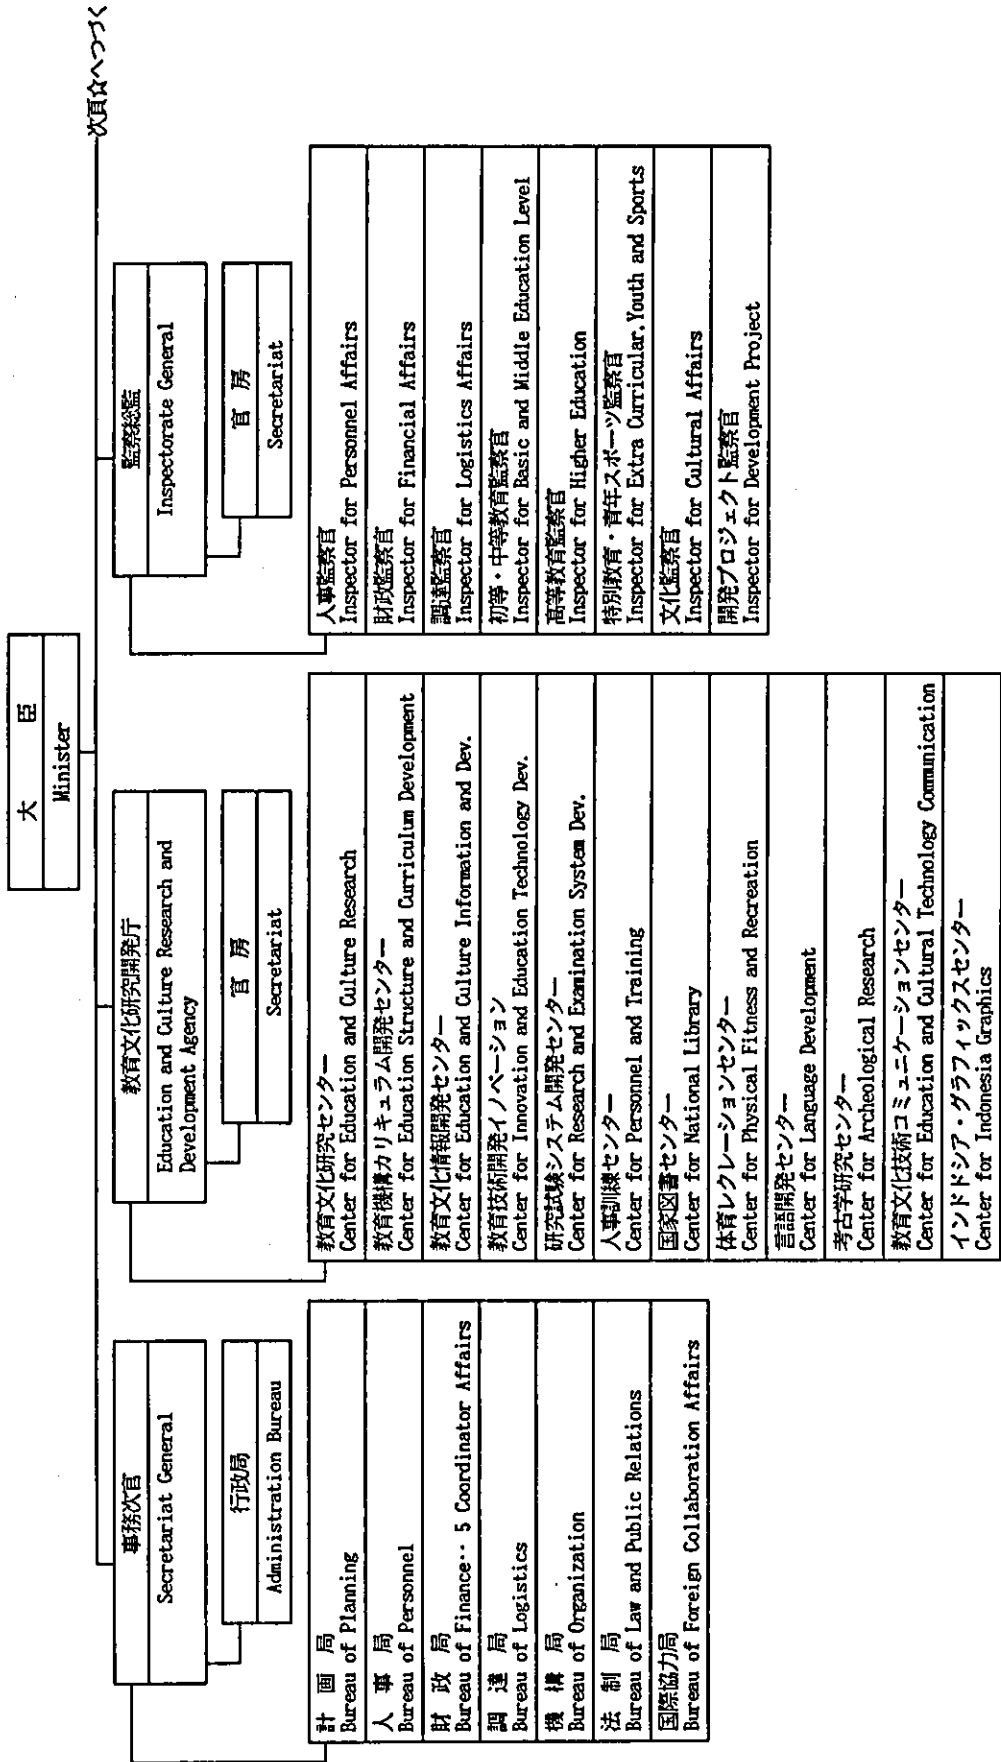 大 臣
Minister
次頁☆へつづく
事務次官
Secretariat General
行政局
Administration Bureau
計 画 局
Bureau of Planning
人 事 局
Bureau of Personnel
財 政 局
Bureau of Finance‥ 5 Coordinator Affairs
調 達 局
Bureau of Logistics
機 構 局
Bureau of Organization
法 制 局
Bureau of Law and Public Relations
国際協力局
Bureau of Foreign Collaboration Affairs
教育文化研究開発庁
Education and Culture Research and
Development Agency
官 房
Secretariat
教育文化研究センター
Center for Education and Culture Research
教育機構カリキュラム開発センター
Center for Education Structure and Curriculum Development
教育文化情報開発センター
Center for Education and Culture Information and Dev.
教育技術開発イノベーション
Center for Innovation and Education Technology Dev.
研究試験システム開発センター
Center for Research and Examination System Dev.
人事訓練センター
Center for Personnel and Training
国家図書センター
Center for National Library
体育レクレーションセンター
Center for Physical Fitness and Recreation
言語開発センター
Center for Language Development
考古学研究センター
Center for Archeological Research
教育文化技術コミュニケーションセンター
Center for Education and Cultural Technology Communication
インドドシア・グラフィックスセンター
Center for Indonesia Graphics
監察総監
Inspectorate General
官 房
Secretariat
人事監察官
Inspector for Personnel Affairs
財政監察官
Inspector for Financial Affairs
調達監察官
Inspector for Logistics Affairs
初等・中等教育監察官
Inspector for Basic and Middle Education Level
高等教育監察官
Inspector for Higher Education
特別教育・青年スポーツ監察官
Inspector for Extra Curricular.Youth and Sports
文化監察官
Inspector for Cultural Affairs
開発プロジェクト監察官
Inspector for Development Project